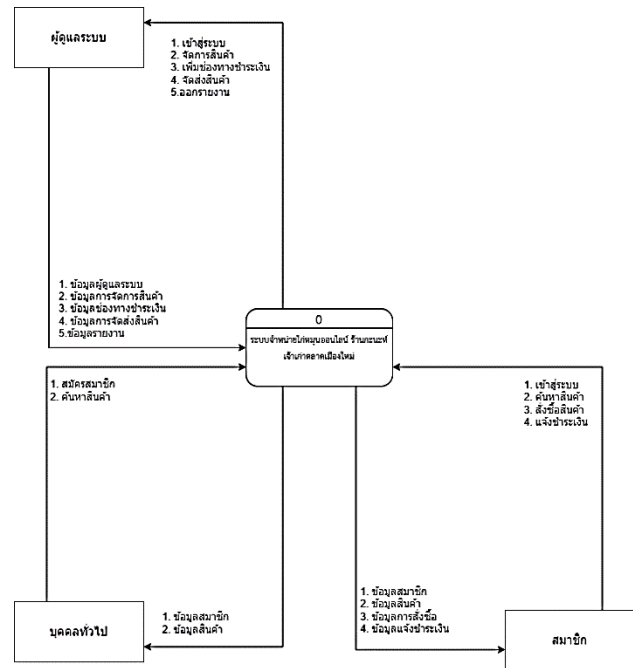 ผู้ดูแลระบบ
1. เข้าสู่ระบบ
2. จัดการสินค้า
3. เพิ่มช่องทางชำระเงิน
4. จัดส่งสินค้า
5.ออกรายงาน
1. ข้อมูลผู้ดูแลระบบ
2. ข้อมูลการจัดการสินค้า
3. ข้อมูลช่องทางชำระเงิน
4. ข้อมูลการจัดส่งสินค้า
5.ข้อมูลรายงาน
0
ระบบจำหน่ายไก่หมุนออนไลน์ ร้านกะนะห์
เจ้าเก่าตลาดเมืองใหม่
1. สมัครสมาชิก
2. ค้นหาสินค้า
1. เข้าสู่ระบบ
2. ค้นหาสินค้า
3. สั่งซื้อสินค้า
4. แจ้งชำระเงิน
1. ข้อมูลสมาชิก
2. ข้อมูลสินค้า
1. ข้อมูลสมาชิก
2. ข้อมูลสินค้า
3. ข้อมูลการสั่งซื้อ
4. ข้อมูลแจ้งชำระเงิน
บุคคลทั่วไป
สมาชิก